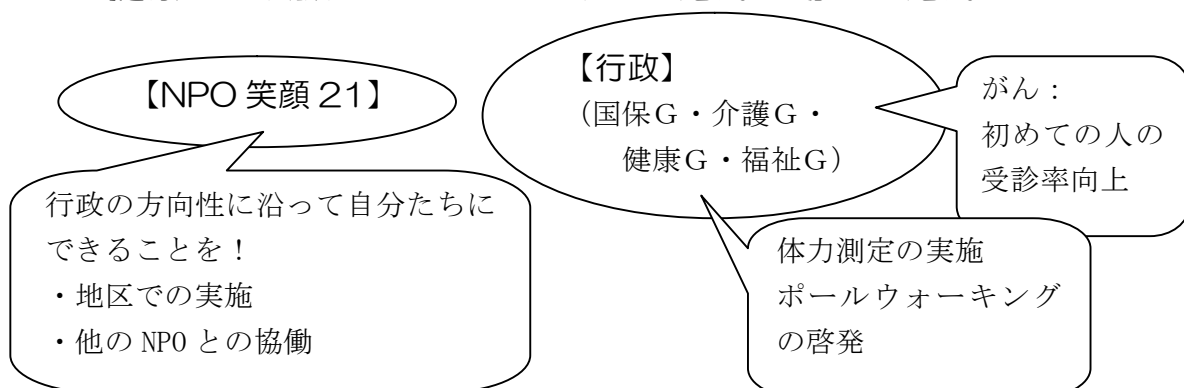 【NPO 笑顔 21】
行政の方向性に沿って自分たちに
できることを！
・地区での実施
・他の NPO との協働
【行政】
（国保G・介護G・
健康G・福祉G）
がん：
初めての人の
受診率向上
体力測定の実施
ポールウォーキング
の啓発